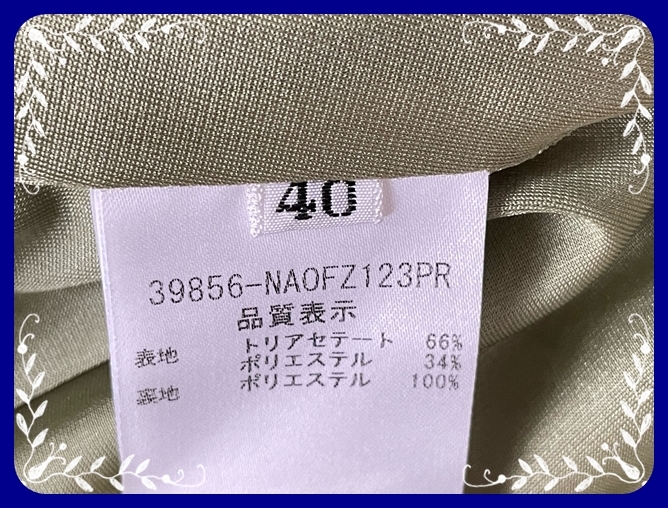 40
39856-NAOFZ123PR
品質表示
表地 トリアセテート 66%
ポリエステル 34%
裏地 ポリエステル 100%